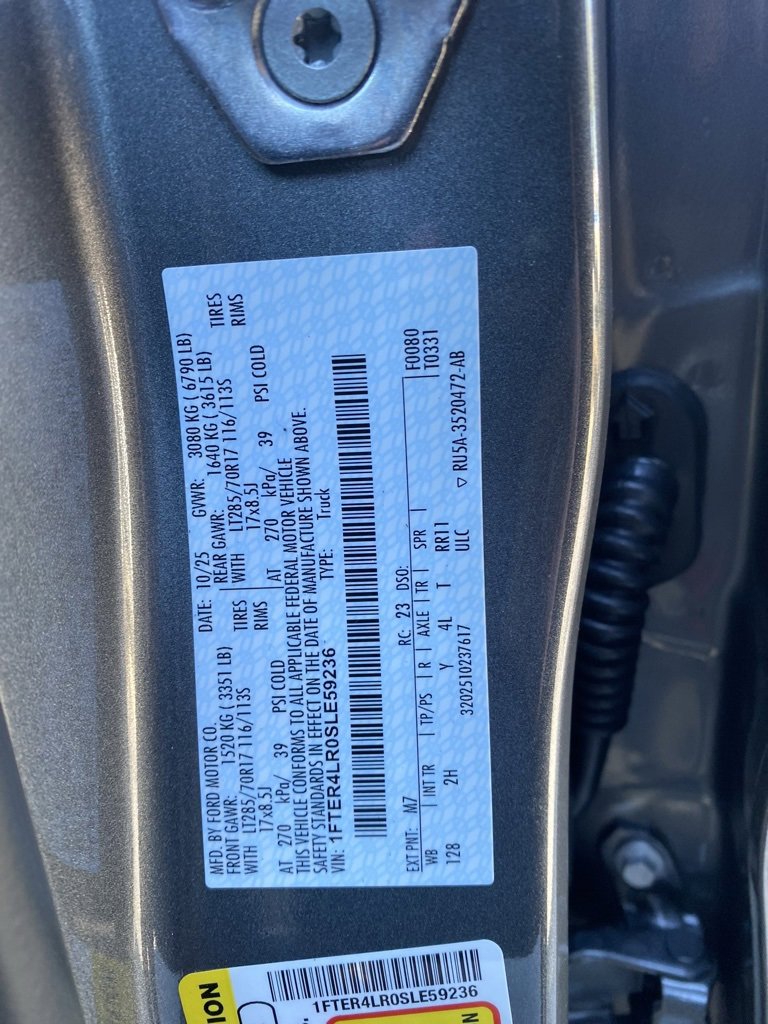 MFD. BY FORD MOTOR CO. DATE: 10/25 GVWR: 3080 KG ( 6790 LB)
FRONT GAWR: 1520 KG ( 3351 LB) REAR GAWR: 1640 KG ( 3615 LB)
WITH LT285/70R17 116/113S TIRES WITH LT285/70R17 116/113S TIRES
17x8.5J RIMS 17x8.5J RIMS
AT 270 kPa/ 39 PSI COLD AT 270 kPa/ 39 PSI COLD
THIS VEHICLE CONFORMS TO ALL APPLICABLE FEDERAL MOTOR VEHICLE
SAFETY STANDARDS IN EFFECT ON THE DATE OF MANUFACTURE SHOWN ABOVE.
VIN: 1FTER4LR0SLE59236 TYPE: Truck
F0080
EXT PNT: M7 RC: 23 DSO: T0331
WB INT TR TP/PS R AXLE TR SPR
128 2H Y 4L T RR11
3202510237617 ULC ▽ RU5A-3520472-AB
1FTER4LR0SLE59236